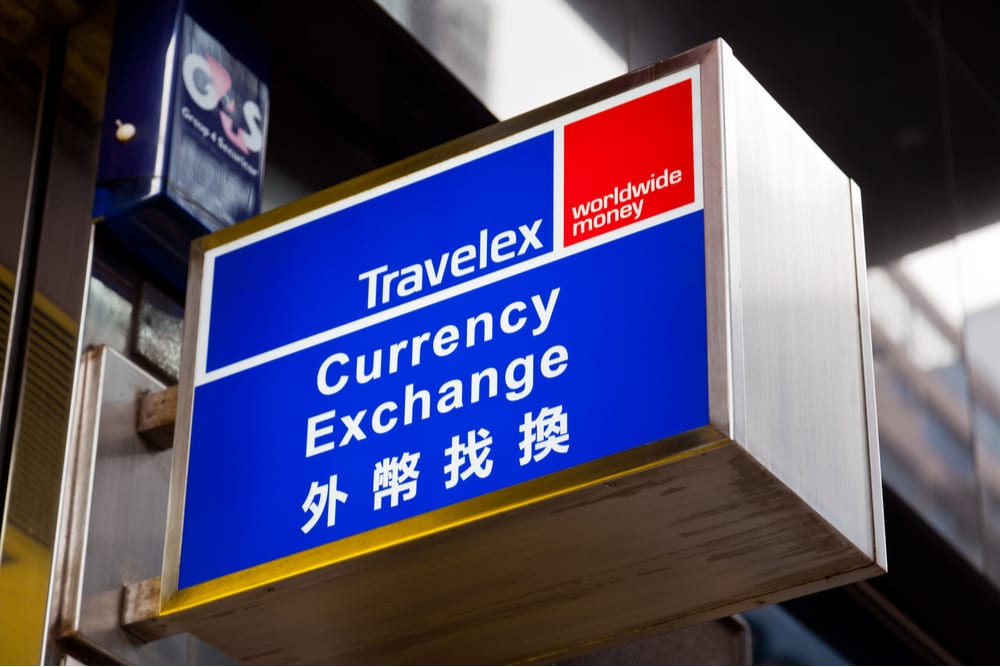 G4S
Group 4 Securicor
Travelex
worldwide
money
Currency
Exchange
外幣找換